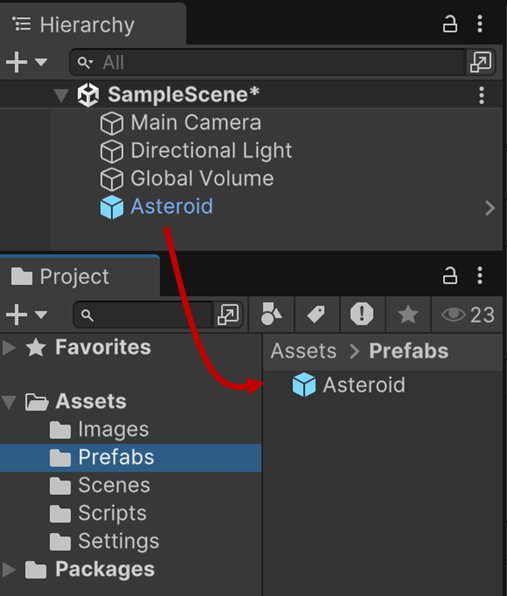 Hierarchy
All
SampleScene*
Main Camera
Directional Light
Global Volume
Asteroid
Project
23
Favorites
Assets > Prefabs
Asteroid
Assets
Images
Prefabs
Scenes
Scripts
Settings
Packages